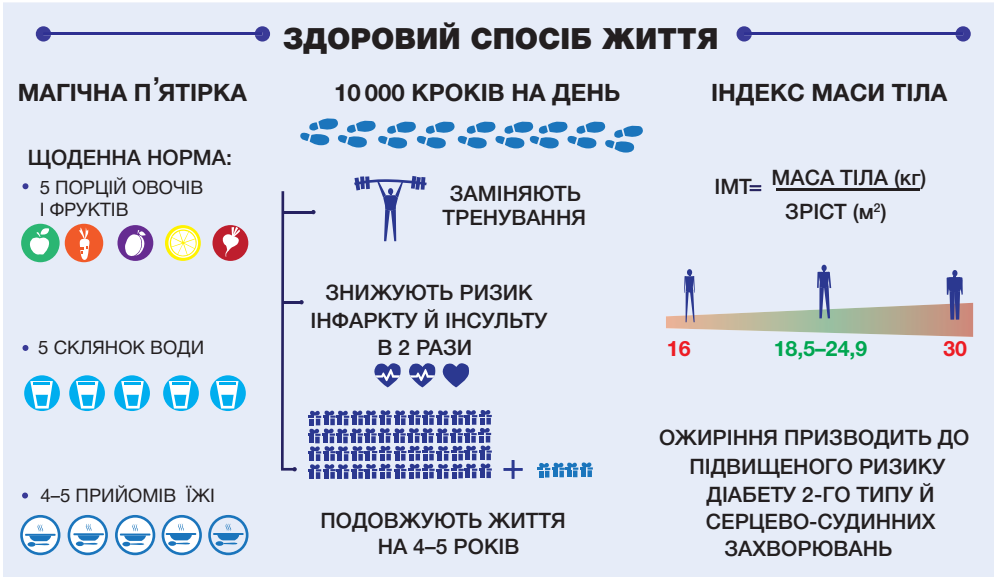 ЗДОРОВИЙ СПОСІБ ЖИТТЯ
МАГІЧНА П'ЯТІРКА
ЩОДЕННА НОРМА:
• 5 ПОРЦІЙ ОВОЧІВ
І ФРУКТІВ
• 5 СКЛЯНОК ВОДИ
• 4–5 ПРИЙОМІВ ЇЖІ
10 000 КРОКІВ НА ДЕНЬ
ЗАМІНЯЮТЬ
ТРЕНУВАННЯ
ЗНИЖУЮТЬ РИЗИК
ІНФАРКТУ Й ІНСУЛЬТУ
В 2 РАЗИ
+
ПОДОВЖУЮТЬ ЖИТТЯ
НА 4–5 РОКІВ
ІНДЕКС МАСИ ТІЛА
ІМТ= МАСА ТІЛА (кг)
ЗРІСТ (м²)
16 18,5–24,9 30
ОЖИРІННЯ ПРИЗВОДИТЬ ДО
ПІДВИЩЕНОГО РИЗИКУ
ДІАБЕТУ 2-ГО ТИПУ Й
СЕРЦЕВО-СУДИННИХ
ЗАХВОРЮВАНЬ